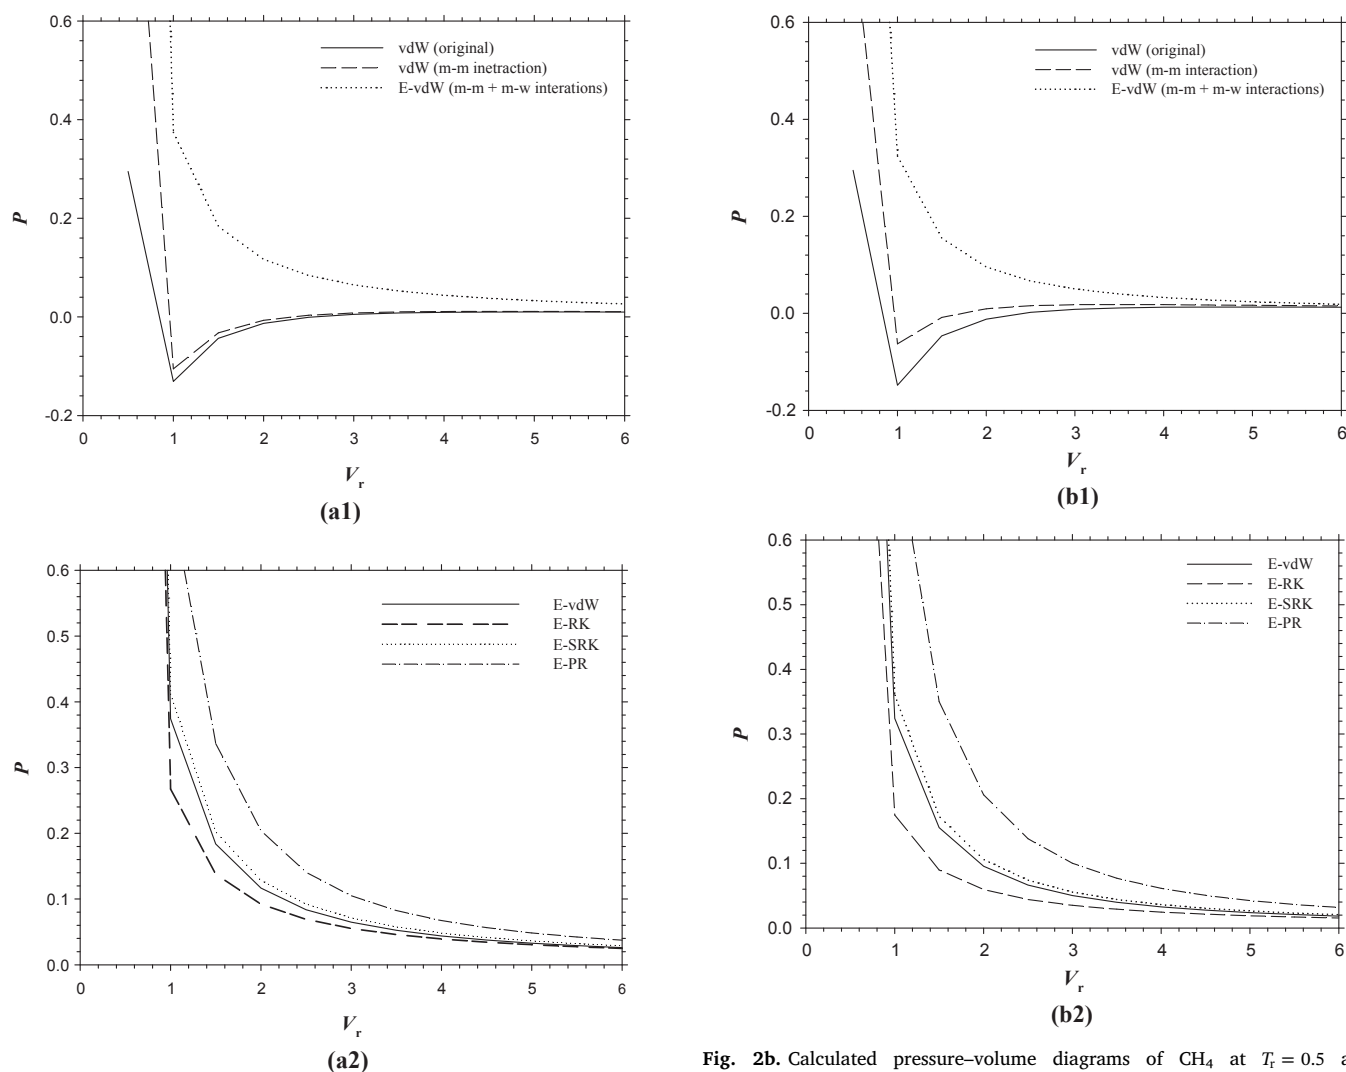 0.6
0.4
0.2
0.0
-0.2
P
vdW (original)
vdW (m-m inetraction)
E-vdW (m-m + m-w interations)
0 1 2 3 4 5 6
Vr
(a1)
0.6
0.4
0.2
0.0
-0.2
P
vdW (original)
vdW (m-m interaction)
E-vdW (m-m + m-w interactions)
0 1 2 3 4 5 6
Vr
(b1)
0.6
0.5
0.4
0.3
0.2
0.1
0.0
P
E-vdW
E-RK
E-SRK
E-PR
0 1 2 3 4 5 6
Vr
(a2)
0.6
0.5
0.4
0.3
0.2
0.1
0.0
P
E-vdW
E-RK
E-SRK
E-PR
0 1 2 3 4 5 6
Vr
(b2)
Fig. 2b. Calculated pressure–volume diagrams of CH4 at Tr = 0.5 a